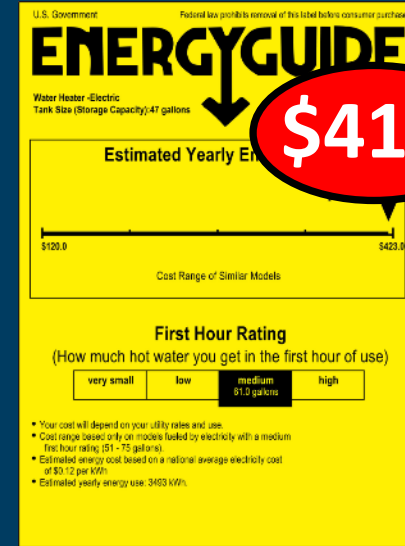 U.S. Government Federal law prohibits removal of this label before consumer purchase
ENERGYGUIDE
Water Heater -Electric
Tank Size (Storage Capacity):47 gallons
$41
Estimated Yearly En
$120.0 $423.0
Cost Range of Similar Models
First Hour Rating
(How much hot water you get in the first hour of use)
very small low medium high
61.0 gallons
• Your cost will depend on your utility rates and use.
• Cost range based only on models fueled by electricity with a medium
first hour rating (51 - 75 gallons).
• Estimated energy cost based on a national average electricity cost
of $0.12 per kWh
• Estimated yearly energy use: 3493 kWh.